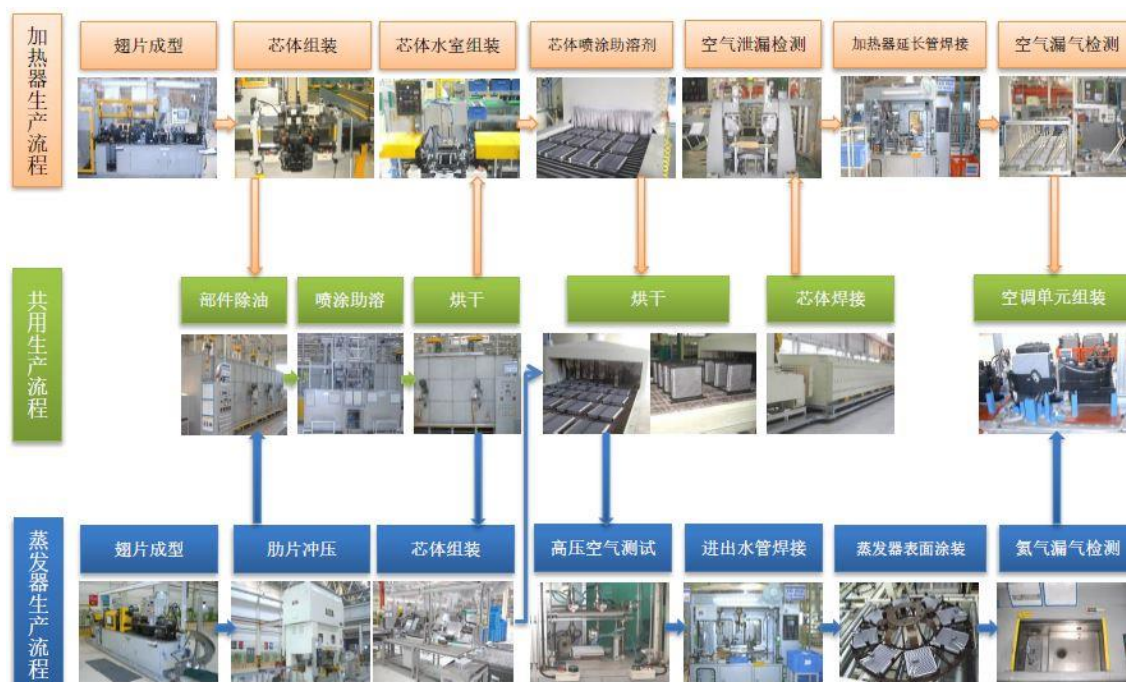 加热器生产流程
翅片成型
芯体组装
芯体水室组装
芯体喷涂助溶剂
空气泄漏检测
加热器延长管焊接
空气漏气检测
共用生产流程
部件除油
喷涂助溶
烘干
烘干
芯体焊接
空调单元组装
蒸发器生产流程
翅片成型
肋片冲压
芯体组装
高压空气测试
进出水管焊接
蒸发器表面涂装
氦气漏气检测